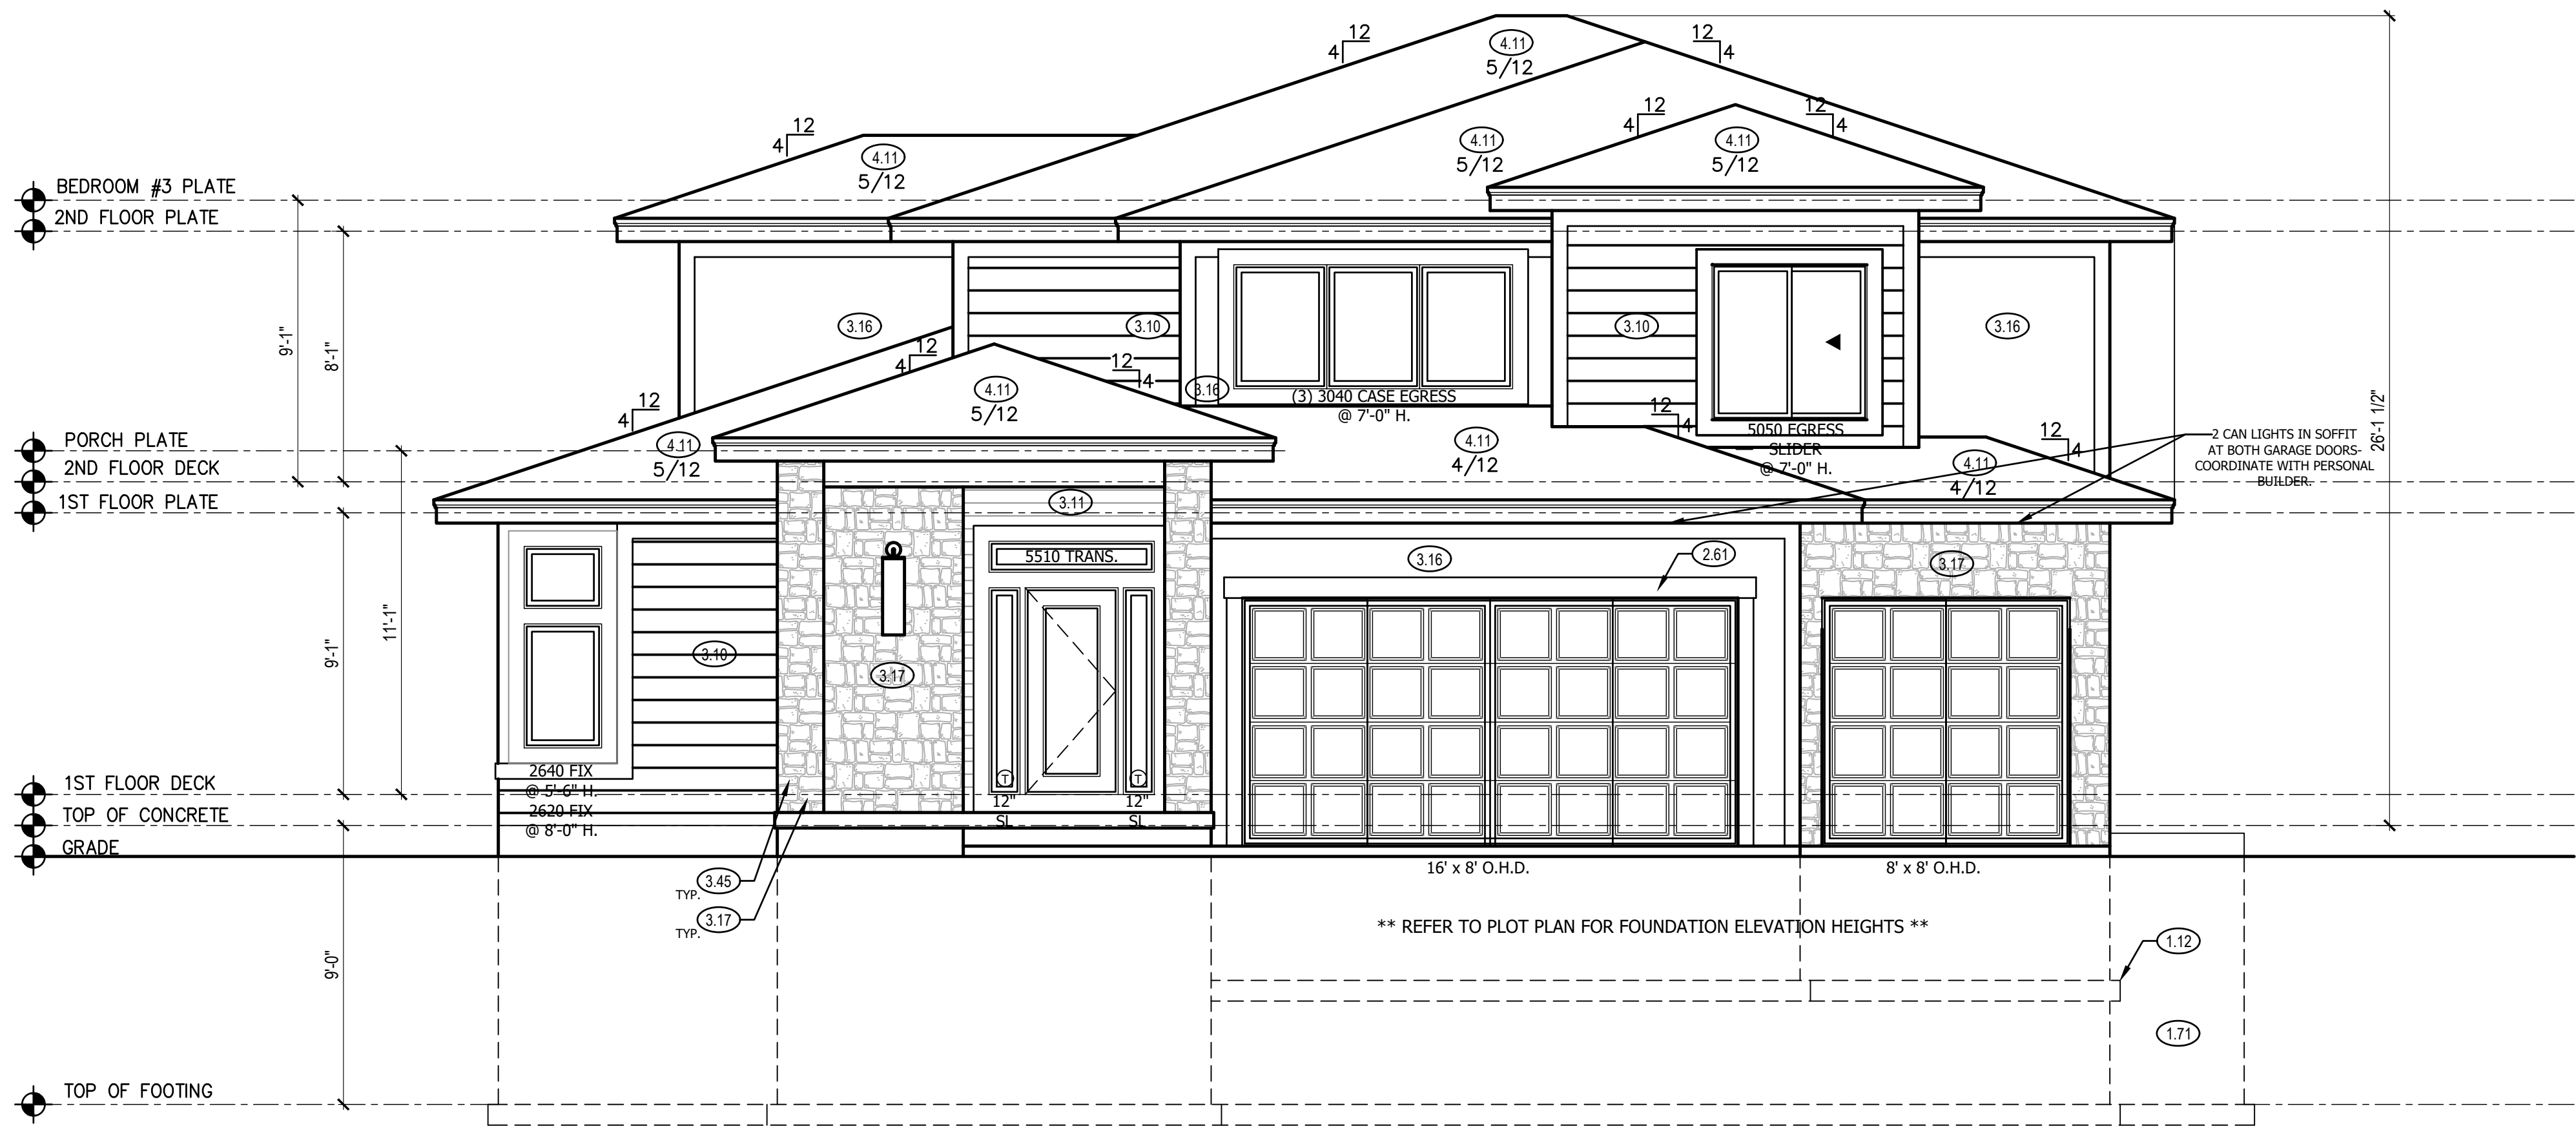 12
4
12
4
4.11
5/12
12
4
4.11
5/12
12
4
12
4
4.11
5/12
4.11
5/12
26'-1 1/2"
BEDROOM #3 PLATE
2ND FLOOR PLATE
9'-1"
8'-1"
3.16
3.10
3.10
3.16
12
4
12
4
3.16
(3) 3040 CASE EGRESS
@ 7'-0" H.
4.11
5/12
12
4
12
4
5050 EGRESS
SLIDER
@ 7'-0" H.
12
4
2 CAN LIGHTS IN SOFFIT
AT BOTH GARAGE DOORS-
COORDINATE WITH PERSONAL
BUILDER.
PORCH PLATE
2ND FLOOR DECK
1ST FLOOR PLATE
4.11
5/12
4.11
4/12
4.11
4/12
3.11
5510 TRANS.
3.16
2.61
3.17
9'-1"
11'-1"
3.10
3.17
1ST FLOOR DECK
TOP OF CONCRETE
GRADE
2640 FIX
@ 5'-6" H.
2620 FIX
@ 8'-0" H.
T
12"
SL
T
12"
SL
16' x 8' O.H.D.
8' x 8' O.H.D.
3.45
TYP.
3.17
TYP.
** REFER TO PLOT PLAN FOR FOUNDATION ELEVATION HEIGHTS **
9'-0"
1.12
1.71
TOP OF FOOTING